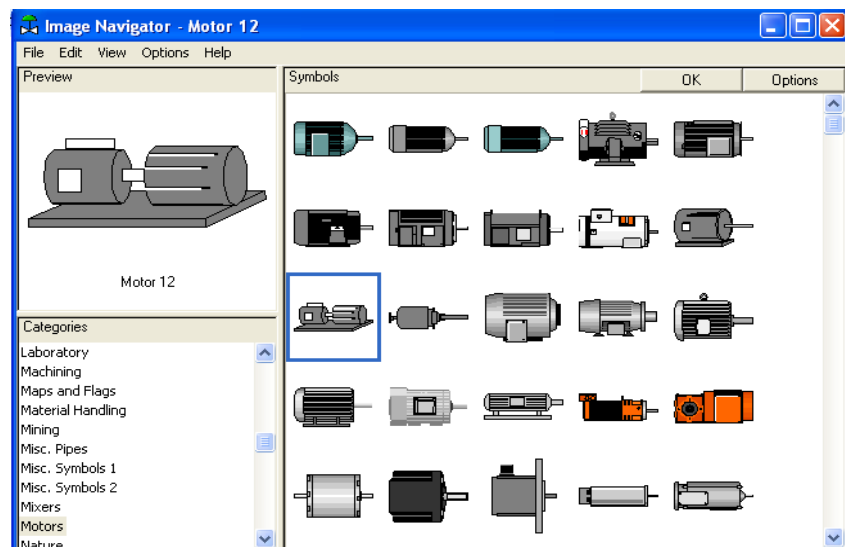 Image Navigator - Motor 12
File Edit View Options Help
Preview
Motor 12
Categories
Laboratory
Machining
Maps and Flags
Material Handling
Mining
Misc. Pipes
Misc. Symbols 1
Misc. Symbols 2
Mixers
Motors
Nature
Symbols
OK
Options